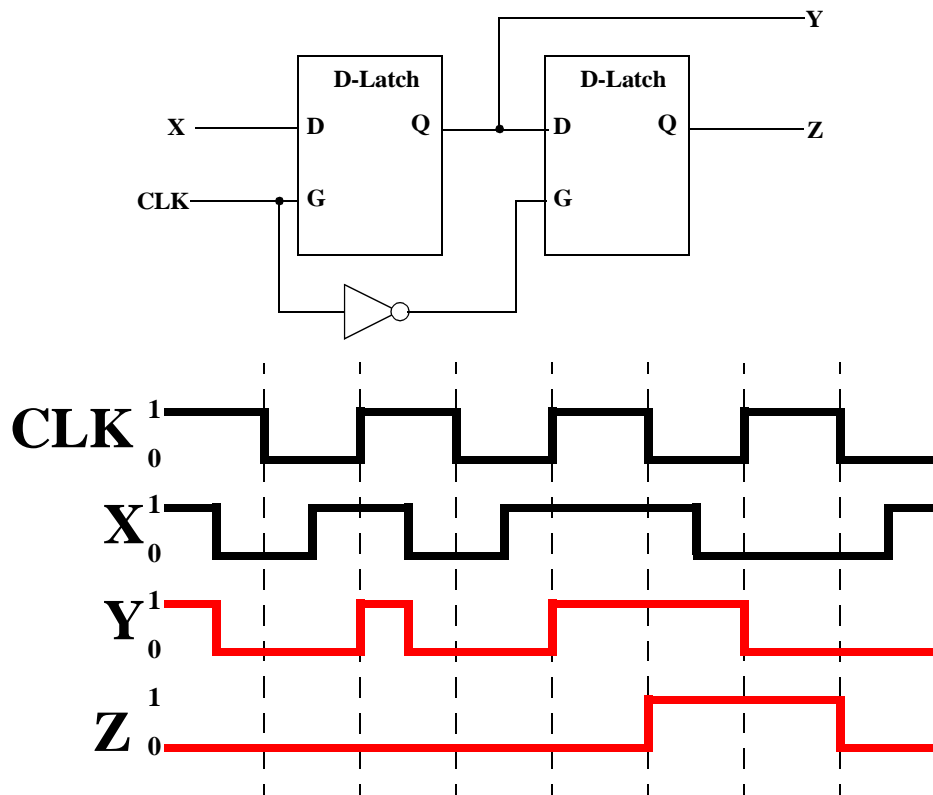 Y
D-Latch D-Latch
X D Q D Q Z
CLK G G
CLK 1
0
X 1
0
Y 1
0
Z 1
0